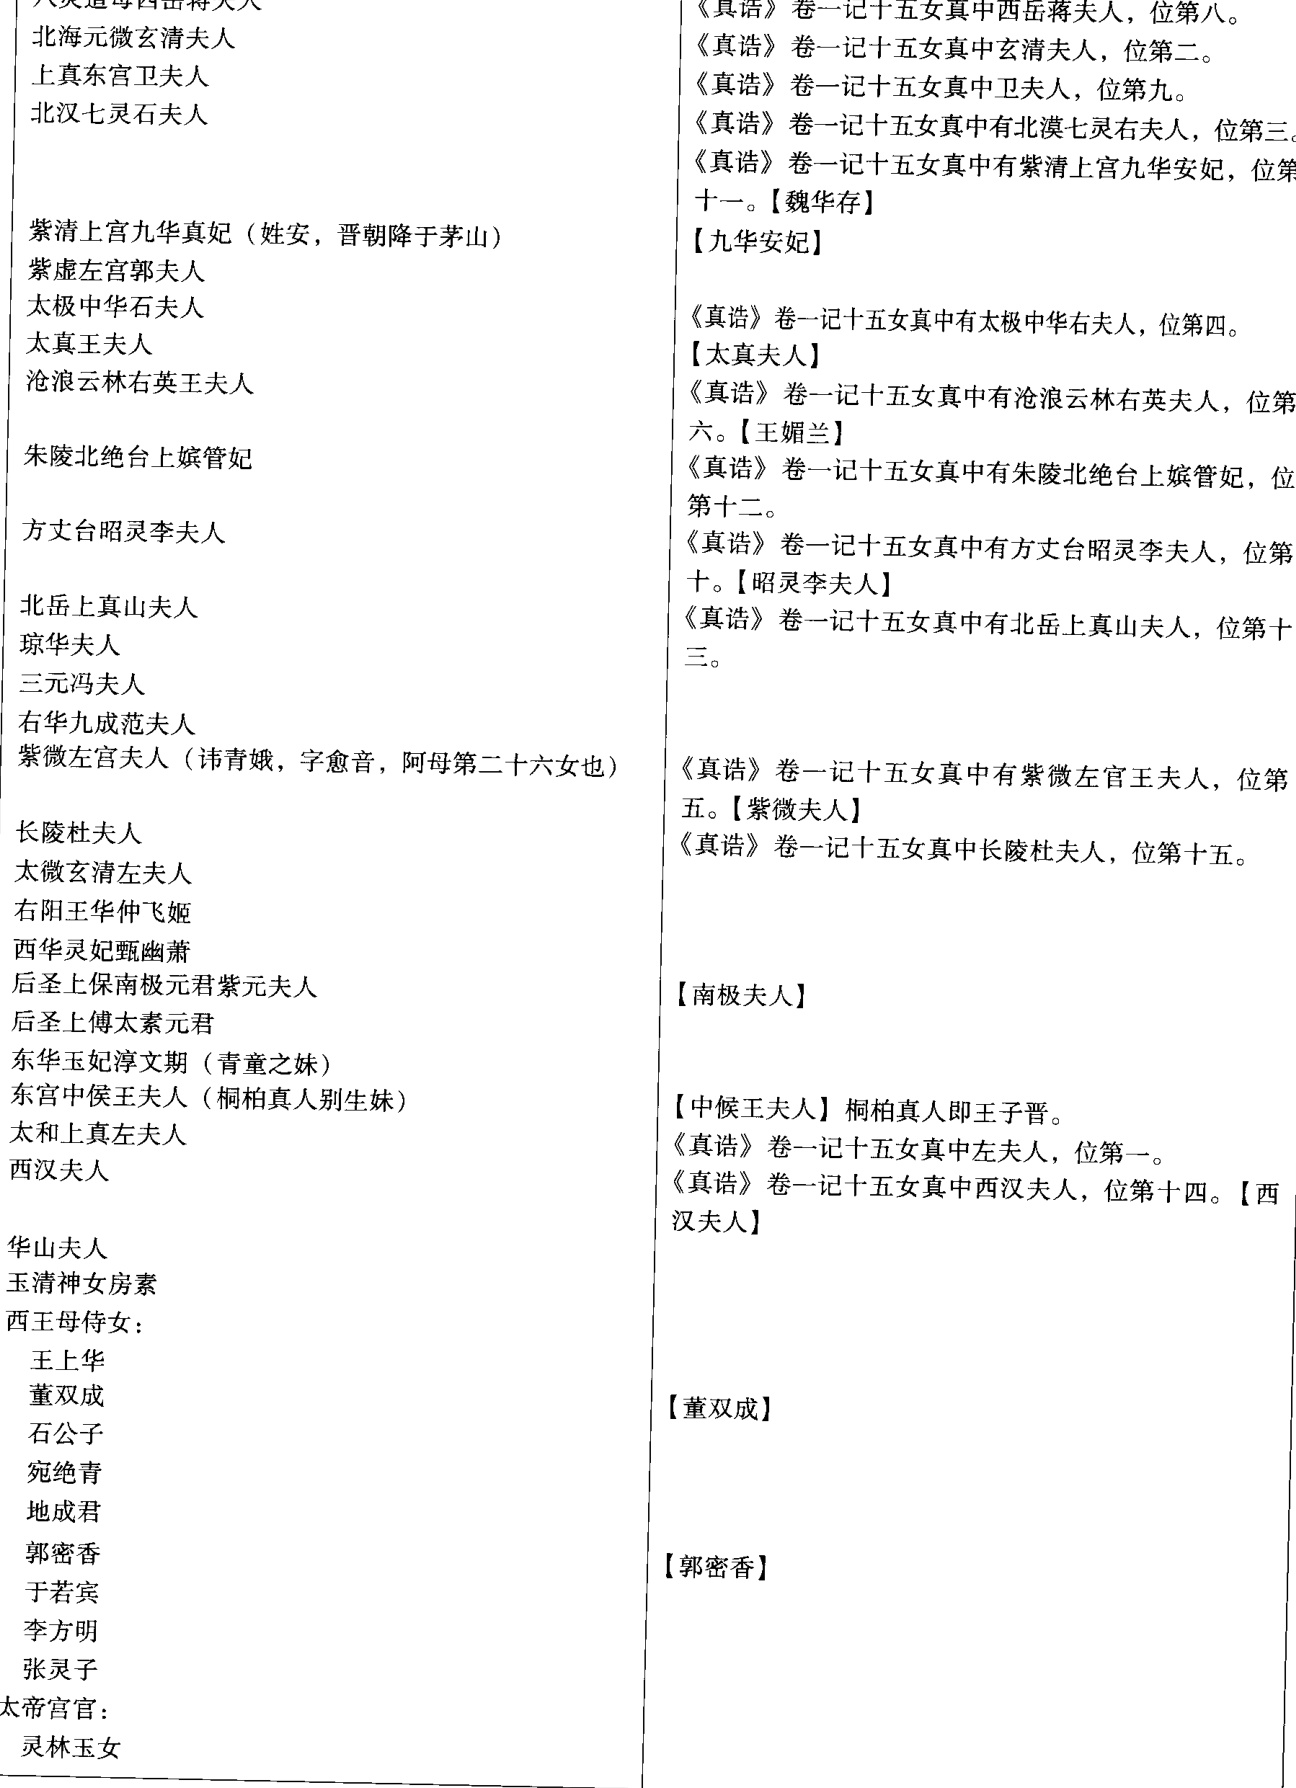 八灵道母西岳蒋夫人
北海元微玄清夫人
上真东宫卫夫人
北汉七灵石夫人
紫清上宫九华真妃（姓安，晋朝降于茅山）
紫虚左宫郭夫人
太极中华石夫人
太真王夫人
沧浪云林右英王夫人
朱陵北绝台上嫔管妃
方丈台昭灵李夫人
北岳上真山夫人
琼华夫人
三元冯夫人
右华九成范夫人
紫微左宫夫人（讳青娥，字愈音，阿母第二十六女也）
长陵杜夫人
太微玄清左夫人
右阳王华仲飞姬
西华灵妃甄幽萧
后圣上保南极元君紫元夫人
后圣上傅太素元君
东华玉妃淳文期（青童之妹）
东宫中侯王夫人（桐柏真人别生妹）
太和上真左夫人
西汉夫人
华山夫人
玉清神女房素
西王母侍女：
王上华
董双成
石公子
宛绝青
地成君
郭密香
于若宾
李方明
张灵子
太帝宫官：
灵林玉女
《真诰》卷一记十五女真中西岳蒋夫人，位第八。
《真诰》卷一记十五女真中玄清夫人，位第二。
《真诰》卷一记十五女真中卫夫人，位第九。
《真诰》卷一记十五女真中有北漠七灵右夫人，位第三。
《真诰》卷一记十五女真中有紫清上宫九华安妃，位第
十一。【魏华存】
【九华安妃】
《真诰》卷一记十五女真中有太极中华右夫人，位第四。
【太真夫人】
《真诰》卷一记十五女真中有沧浪云林右英夫人，位第
六。【王媚兰】
《真诰》卷一记十五女真中有朱陵北绝台上嫔管妃，位
第十二。
《真诰》卷一记十五女真中有方丈台昭灵李夫人，位第
十。【昭灵李夫人】
《真诰》卷一记十五女真中有北岳上真山夫人，位第十
三。
《真诰》卷一记十五女真中有紫微左官王夫人，位第
五。【紫微夫人】
《真诰》卷一记十五女真中长陵杜夫人，位第十五。
【南极夫人】
【中候王夫人】桐柏真人即王子晋。
《真诰》卷一记十五女真中左夫人，位第一。
《真诰》卷一记十五女真中西汉夫人，位第十四。【西
汉夫人】
【董双成】
【郭密香】